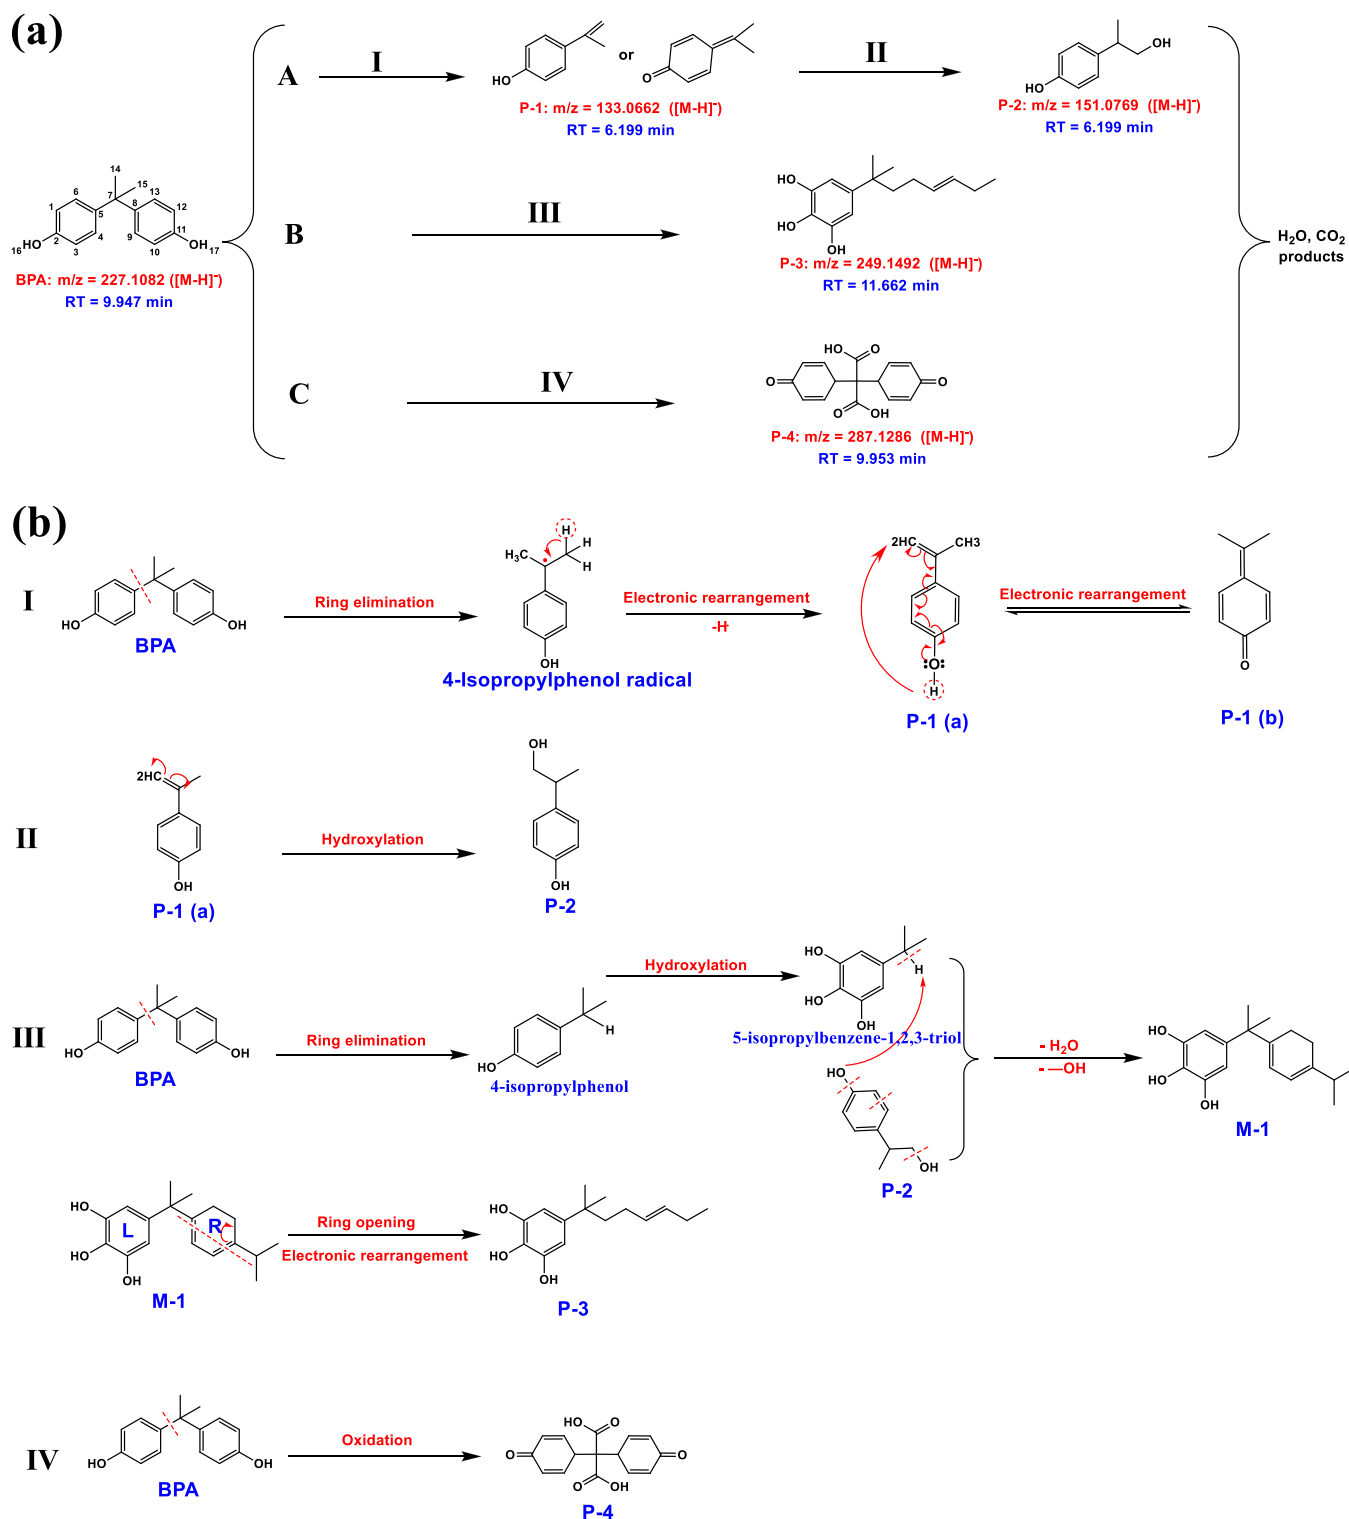 (a)
A
I
HO
or
O
P-1: m/z = 133.0662 ([M-H]-)
RT = 6.199 min
II
OH
HO
P-2: m/z = 151.0769 ([M-H]-)
RT = 6.199 min
14
15
7
6
13
1
5
8
12
2
4
9
11
3
10
HO
16
OH
17
BPA: m/z = 227.1082 ([M-H]-)
RT = 9.947 min
B
III
HO
HO
OH
P-3: m/z = 249.1492 ([M-H]-)
RT = 11.662 min
H2O, CO2
products
C
IV
HO
O
O
O
O
OH
P-4: m/z = 287.1286 ([M-H]-)
RT = 9.953 min
(b)
I
HO
OH
BPA
Ring elimination
H
H3C
H
H
OH
4-Isopropylphenol radical
Electronic rearrangement
-H
2HC
CH3
O
H
P-1 (a)
Electronic rearrangement
O
P-1 (b)
II
2HC
OH
P-1 (a)
Hydroxylation
OH
OH
P-2
III
HO
OH
BPA
Ring elimination
H
HO
4-isopropylphenol
Hydroxylation
HO
HO
OH
H
5-isopropylbenzene-1,2,3-triol
HO
OH
P-2
- H2O
- —OH
HO
HO
OH
M-1
HO
HO
OH
L
R
M-1
Ring opening
Electronic rearrangement
HO
HO
OH
P-3
IV
HO
OH
BPA
Oxidation
HO
O
O
O
O
OH
P-4